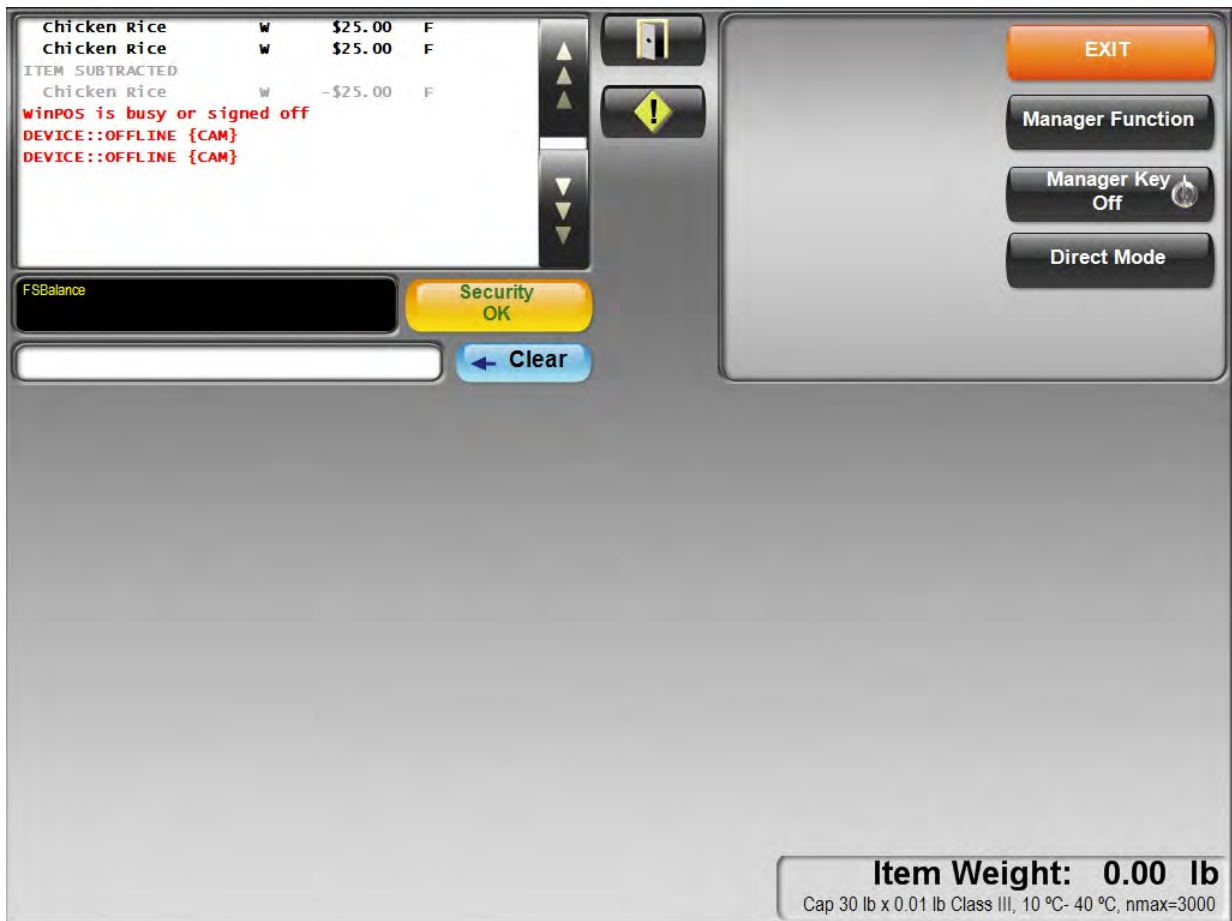 Chicken Rice W $25.00 F
Chicken Rice W $25.00 F
ITEM SUBTRACTED
Chicken Rice W -$25.00 F
WinPOS is busy or signed off
DEVICE::OFFLINE {CAM}
DEVICE::OFFLINE {CAM}
FSBalance
Security
OK
Clear
EXIT
Manager Function
Manager Key
Off
Direct Mode
Item Weight: 0.00 lb
Cap 30 lb x 0.01 lb Class III, 10 ºC- 40 ºC, nmax=3000